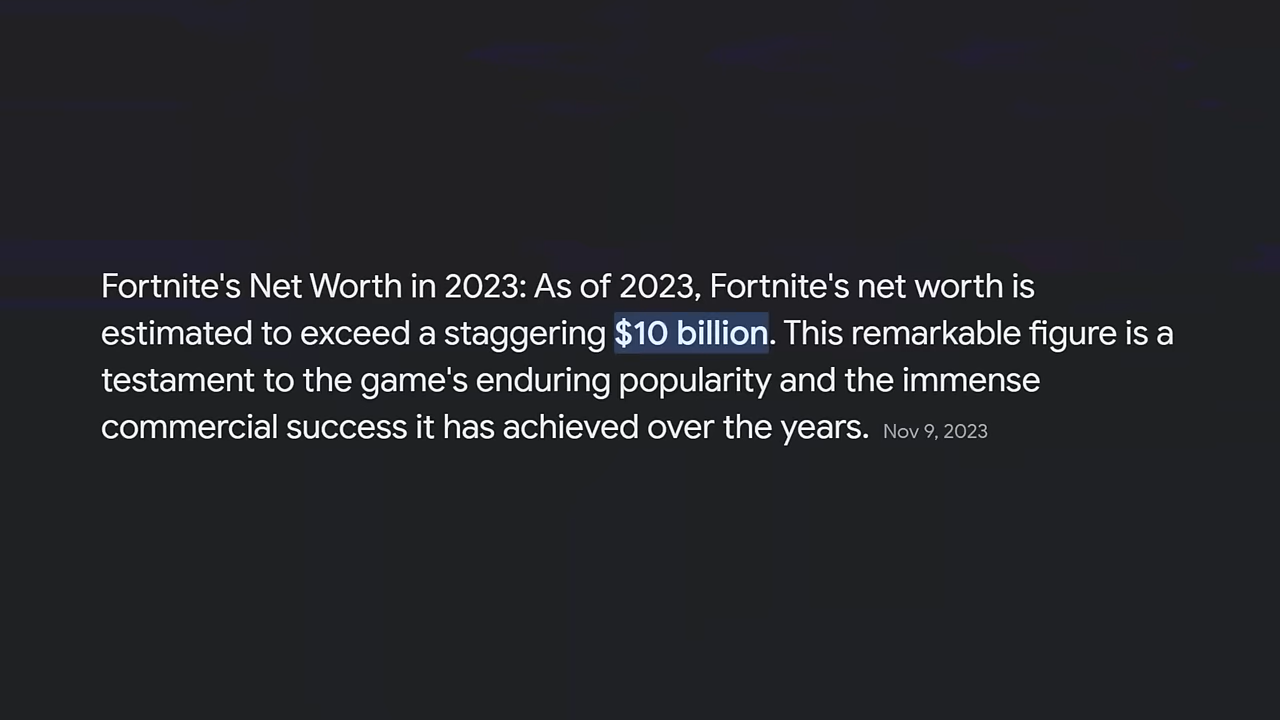 Fortnite's Net Worth in 2023: As of 2023, Fortnite's net worth is
estimated to exceed a staggering $10 billion. This remarkable figure is a
testament to the game's enduring popularity and the immense
commercial success it has achieved over the years. Nov 9, 2023